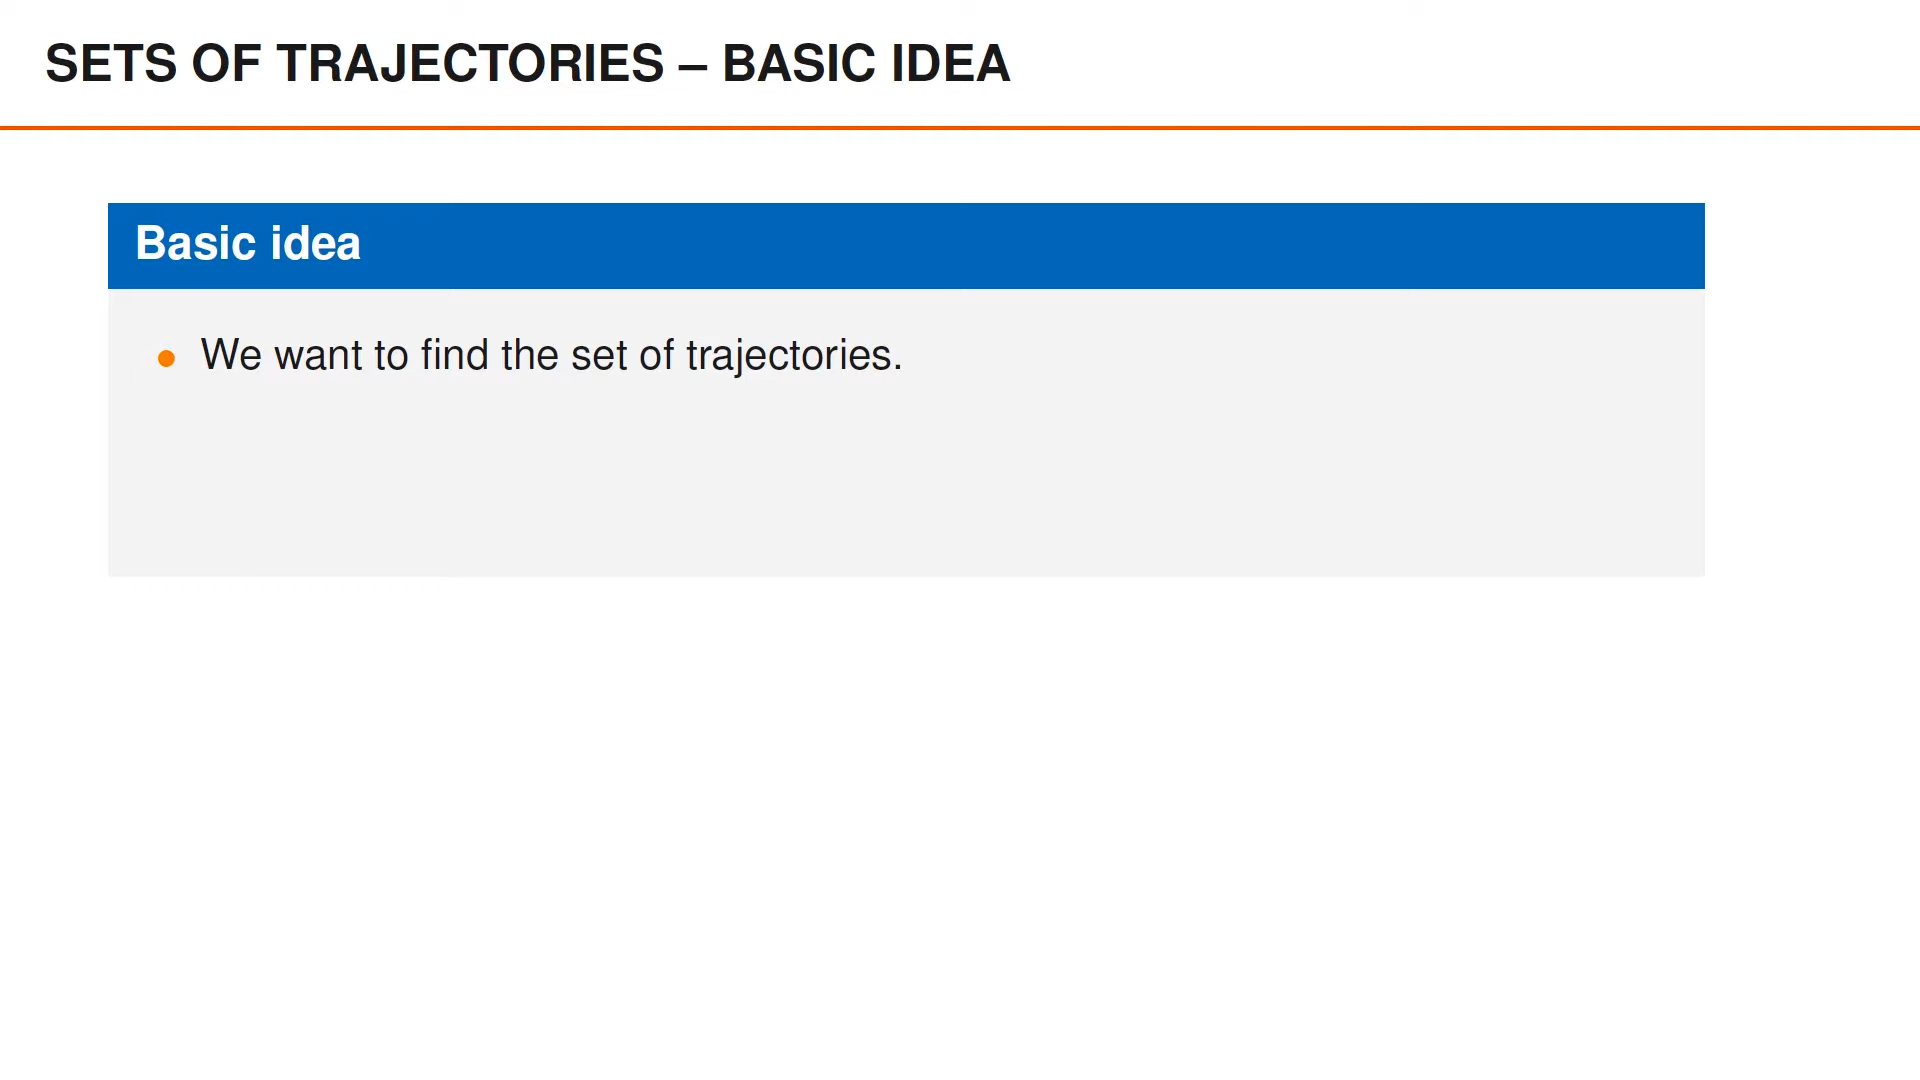 SETS OF TRAJECTORIES – BASIC IDEA
Basic idea
We want to find the set of trajectories.